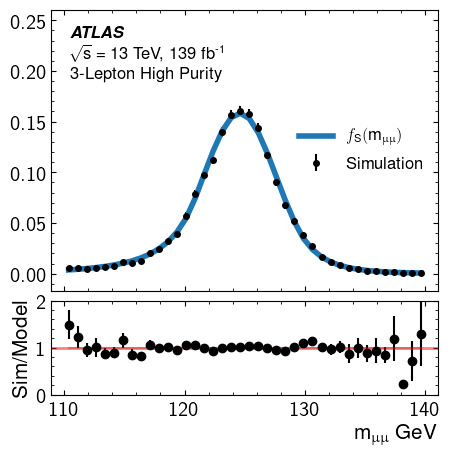 ATLAS
√s = 13 TeV, 139 fb⁻¹
3-Lepton High Purity
f_S(m_μμ)
Simulation
0.25
0.20
0.15
0.10
0.05
0.00
Sim/Model
2
1
0
110 120 130 140
m_μμ GeV